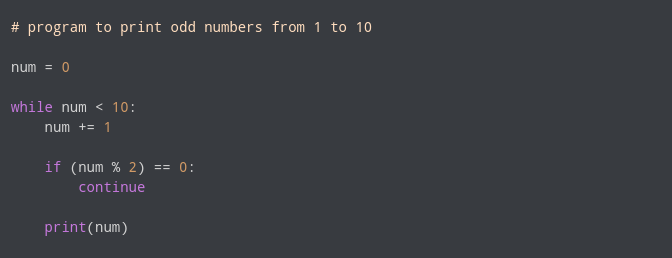 # program to print odd numbers from 1 to 10
num = 0
while num < 10:
    num += 1
    if (num % 2) == 0:
        continue
    print(num)